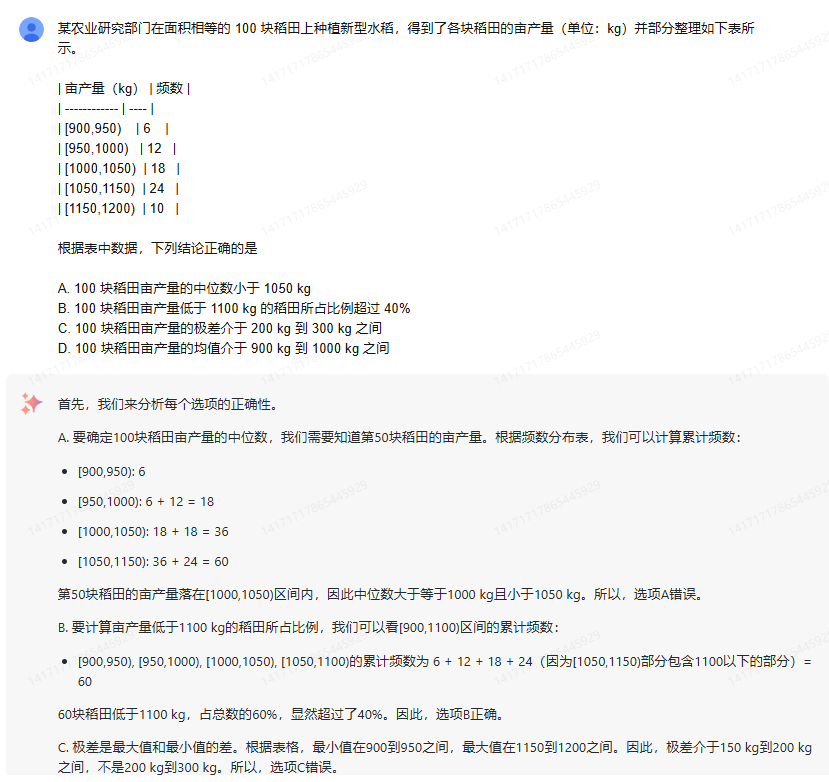 某农业研究部门在面积相等的 100 块稻田上种植新型水稻，得到了各块稻田的亩产量（单位：kg）并部分整理如下表所
示。
| 亩产量（kg） | 频数 |
| ------------ | ---- |
| [900,950) | 6 |
| [950,1000) | 12 |
| [1000,1050) | 18 |
| [1050,1150) | 24 |
| [1150,1200) | 10 |
根据表中数据，下列结论正确的是
A. 100 块稻田亩产量的中位数小于 1050 kg
B. 100 块稻田亩产量低于 1100 kg 的稻田所占比例超过 40%
C. 100 块稻田亩产量的极差介于 200 kg 到 300 kg 之间
D. 100 块稻田亩产量的均值介于 900 kg 到 1000 kg 之间
首先，我们来分析每个选项的正确性。
A. 要确定100块稻田亩产量的中位数，我们需要知道第50块稻田的亩产量。根据频数分布表，我们可以计算累计频数：
• [900,950): 6
• [950,1000): 6 + 12 = 18
• [1000,1050): 18 + 18 = 36
• [1050,1150): 36 + 24 = 60
第50块稻田的亩产量落在[1000,1050)区间内，因此中位数大于等于1000 kg且小于1050 kg。所以，选项A错误。
B. 要计算亩产量低于1100 kg的稻田所占比例，我们可以看[900,1100)区间的累计频数：
• [900,950), [950,1000), [1000,1050), [1050,1100)的累计频数为 6 + 12 + 18 + 24（因为[1050,1150)部分包含1100以下的部分）=
60
60块稻田低于1100 kg，占总数的60%，显然超过了40%。因此，选项B正确。
C. 极差是最大值和最小值的差。根据表格，最小值在900到950之间，最大值在1150到1200之间。因此，极差介于150 kg到200 kg
之间，不是200 kg到300 kg。所以，选项C错误。